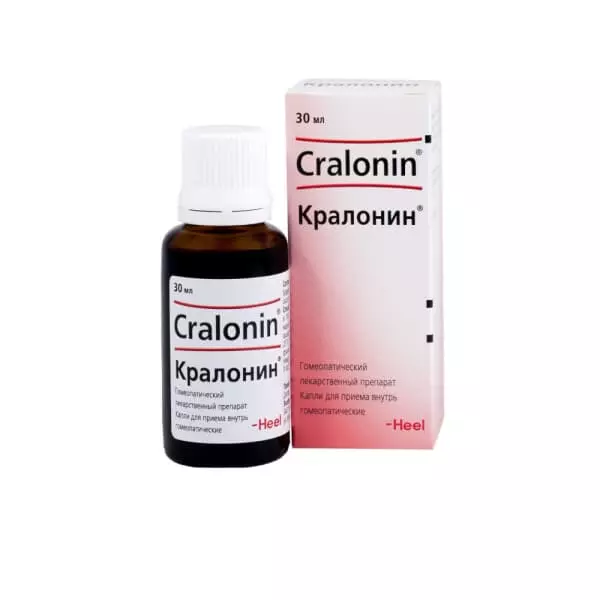 30 мл
Cralonin®
Кралонин®
Гомеопатический
лекарственный препарат
Капли для приема внутрь
гомеопатические
-Heel
30 мл
Cralonin®
Кралонин®
Гомеопатический
лекарственный препарат
Капли для приема внутрь
гомеопатические
-Heel